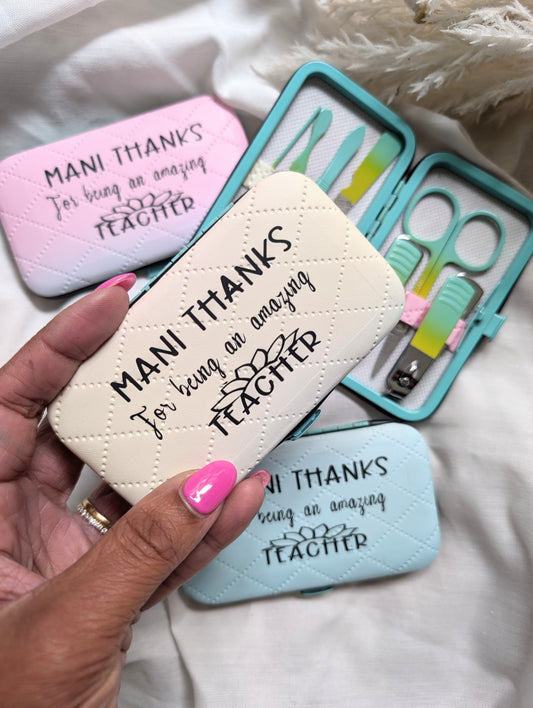 MANI THANKS
For being an amazing
TEACHER
MANI THANKS
For being an amazing
TEACHER
NI THANKS
being an amazing
TEACHER